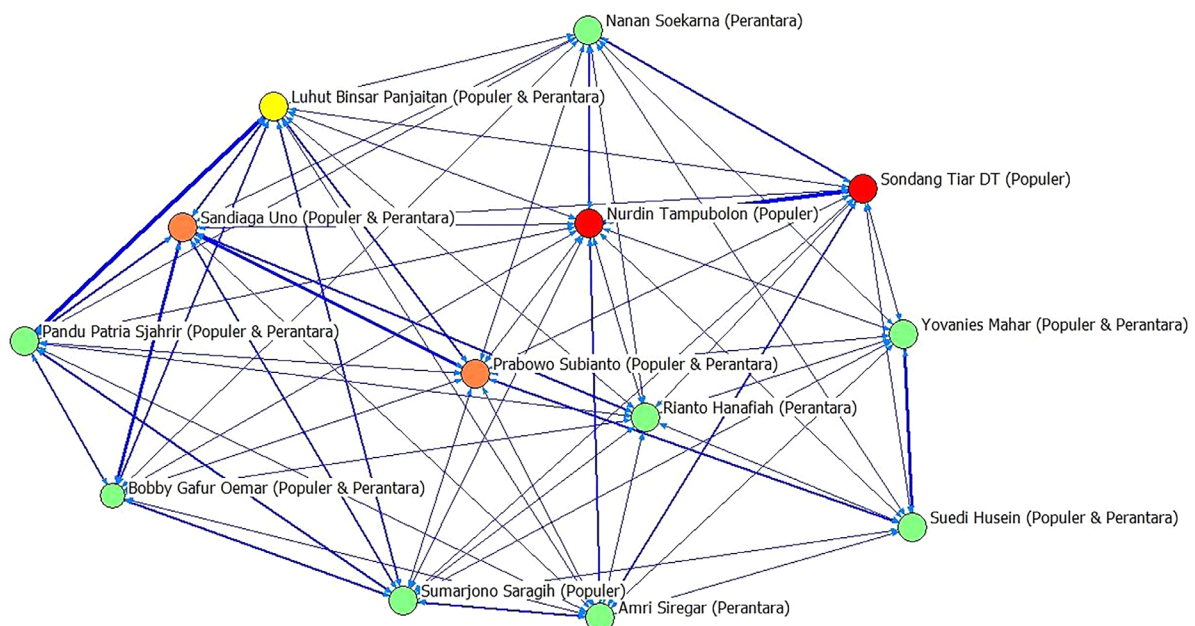 Nanan Soekarna (Perantara)
Luhut Binsar Panjaitan (Populer & Perantara)
Sondang Tiar DT (Populer)
Sandiaga Uno (Populer & Perantara)
Nurdin Tampubolon (Populer)
Pandu Patria Sjahrir (Populer & Perantara)
Yovanies Mahar (Populer & Perantara)
Prabowo Subianto (Populer & Perantara)
Rianto Hanafiah (Perantara)
Bobby Gafur Oemar (Populer & Perantara)
Suedi Husein (Populer & Perantara)
Sumarjono Saragih (Populer)
Amri Siregar (Perantara)